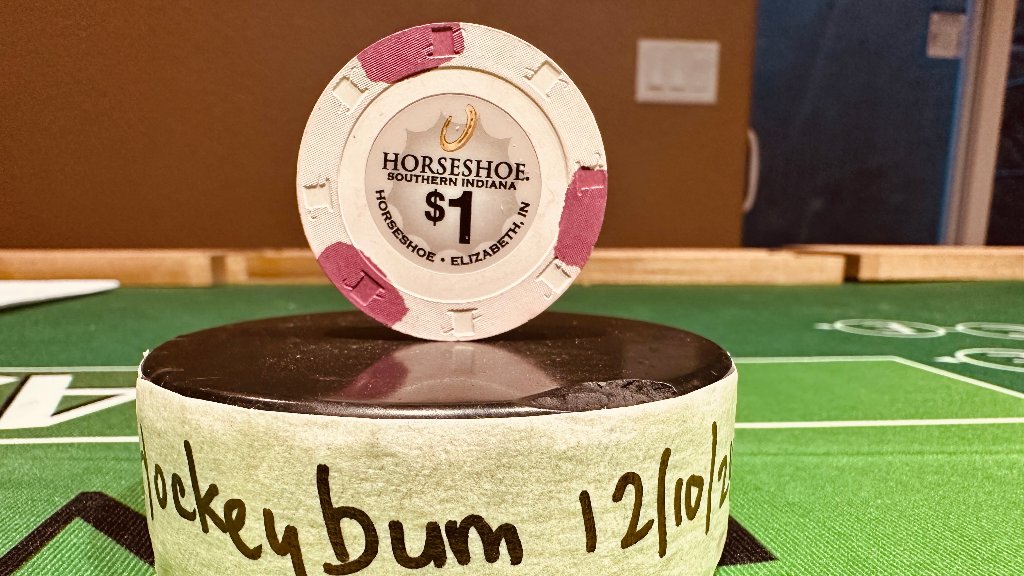 HORSESHOE
SOUTHERN INDIANA
$1
HORSESHOE • ELIZABETH, IN
Hockeybum 12/10/2